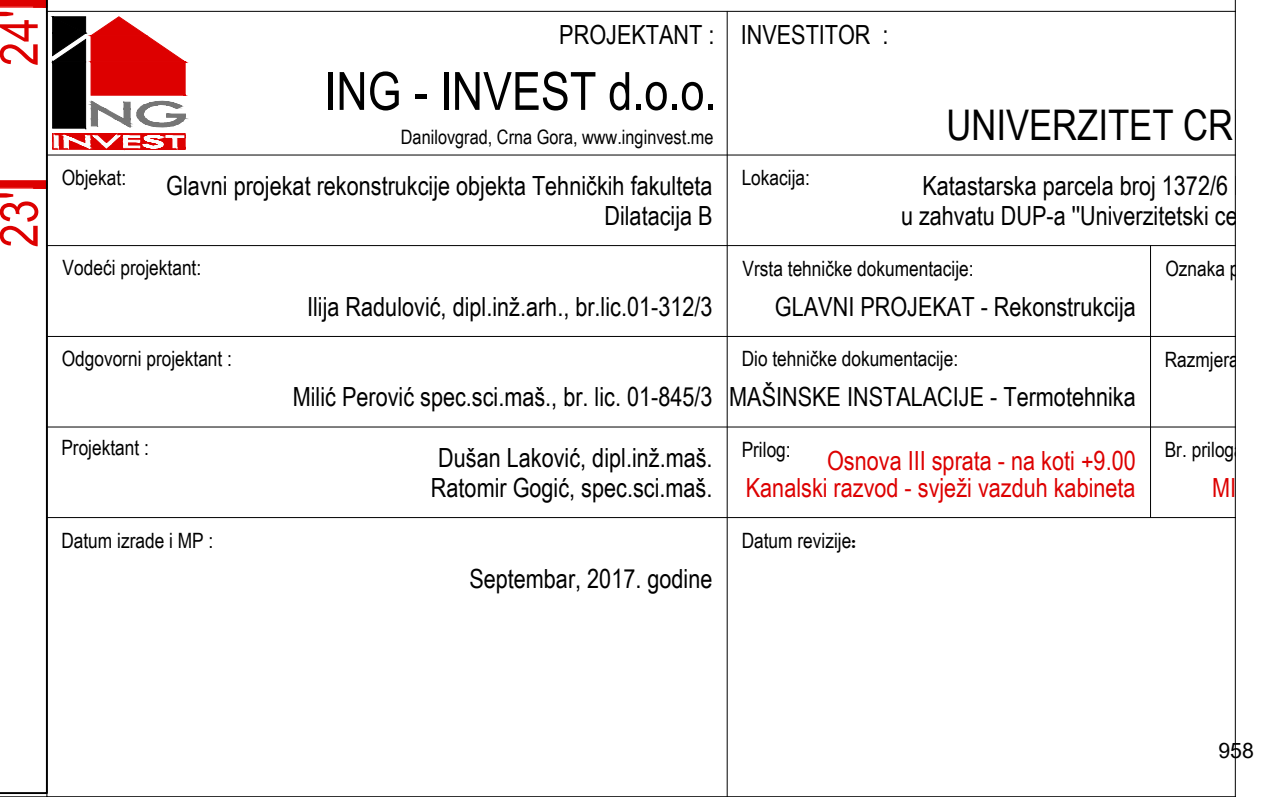 24'
23'
NG
INVEST
PROJEKTANT :
ING - INVEST d.o.o.
Danilovgrad, Crna Gora, www.inginvest.me
INVESTITOR :
UNIVERZITET CR
Objekat:
Glavni projekat rekonstrukcije objekta Tehničkih fakulteta
Dilatacija B
Lokacija:
Katastarska parcela broj 1372/6
u zahvatu DUP-a "Univerzitetski ce
Vodeći projektant:
Ilija Radulović, dipl.inž.arh., br.lic.01-312/3
Vrsta tehničke dokumentacije:
GLAVNI PROJEKAT - Rekonstrukcija
Oznaka p
Odgovorni projektant :
Milić Perović spec.sci.maš., br. lic. 01-845/3
Dio tehničke dokumentacije:
MAŠINSKE INSTALACIJE - Termotehnika
Razmjera
Projektant :
Dušan Laković, dipl.inž.maš.
Ratomir Gogić, spec.sci.maš.
Prilog:
Osnova III sprata - na koti +9.00
Kanalski razvod - svježi vazduh kabineta
Br. prilog
Datum izrade i MP :
Septembar, 2017. godine
Datum revizije:
958